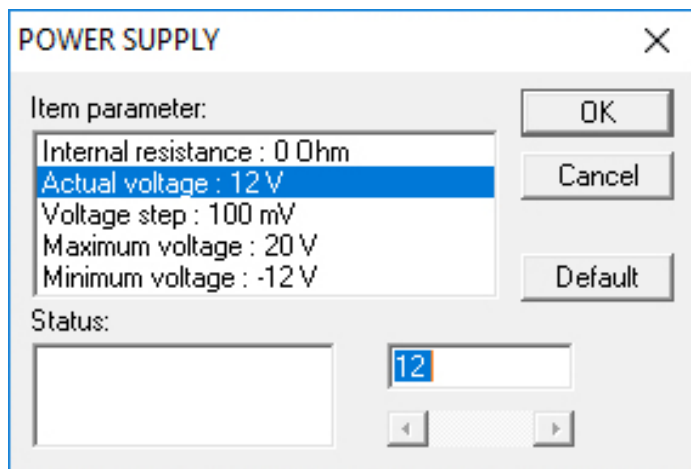 POWER SUPPLY
Item parameter:
Internal resistance : 0 Ohm
Actual voltage : 12 V
Voltage step : 100 mV
Maximum voltage : 20 V
Minimum voltage : -12 V
OK
Cancel
Default
Status:
12